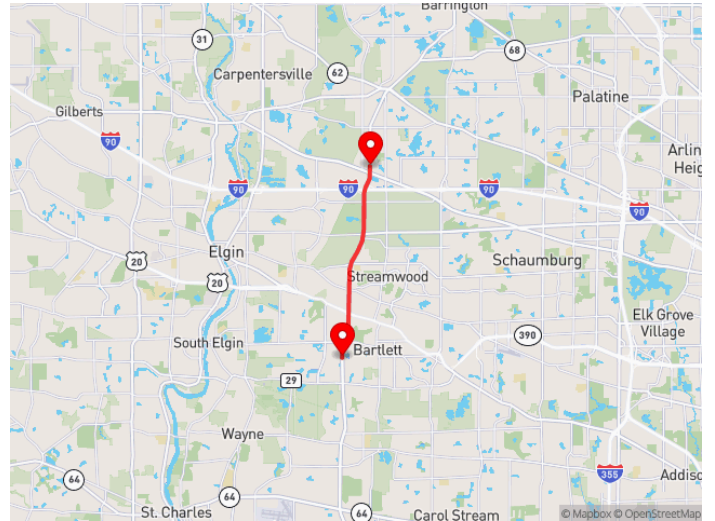 Barrington
31
68
Carpentersville
62
Palatine
Gilberts
90
Arlin
Heig
90
90
90
90
Elgin
20
Schaumburg
Streamwood
20
Elk Grove
Village
South Elgin
390
Bartlett
29
Wayne
64
355
Addiso
64
64
St. Charles
Carol Stream
© Mapbox © OpenStreetMap